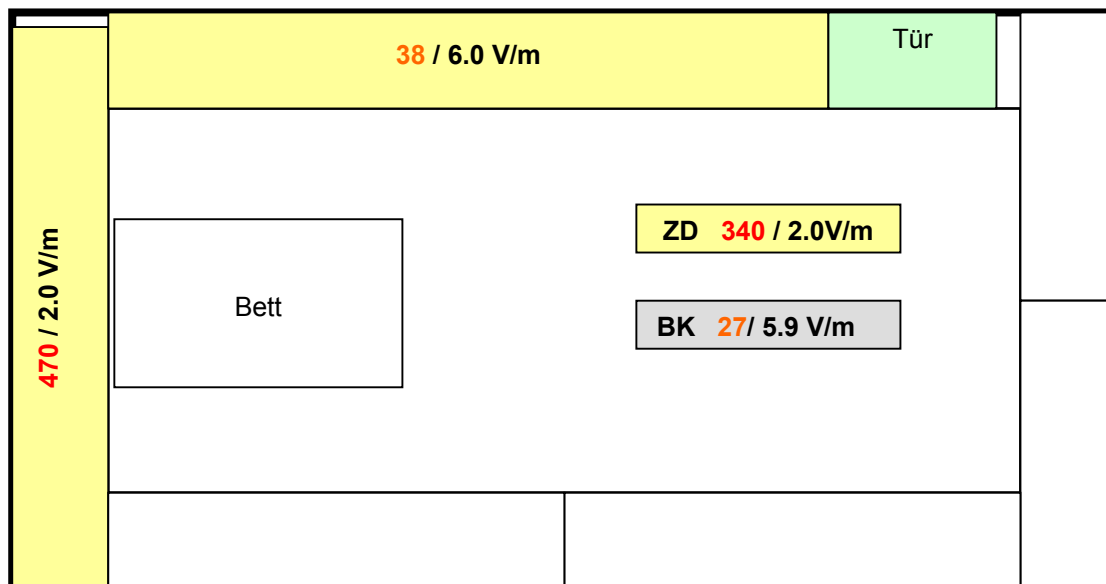 38 / 6.0 V/m
Tür
470 / 2.0 V/m
ZD 340 / 2.0V/m
Bett
BK 27/ 5.9 V/m